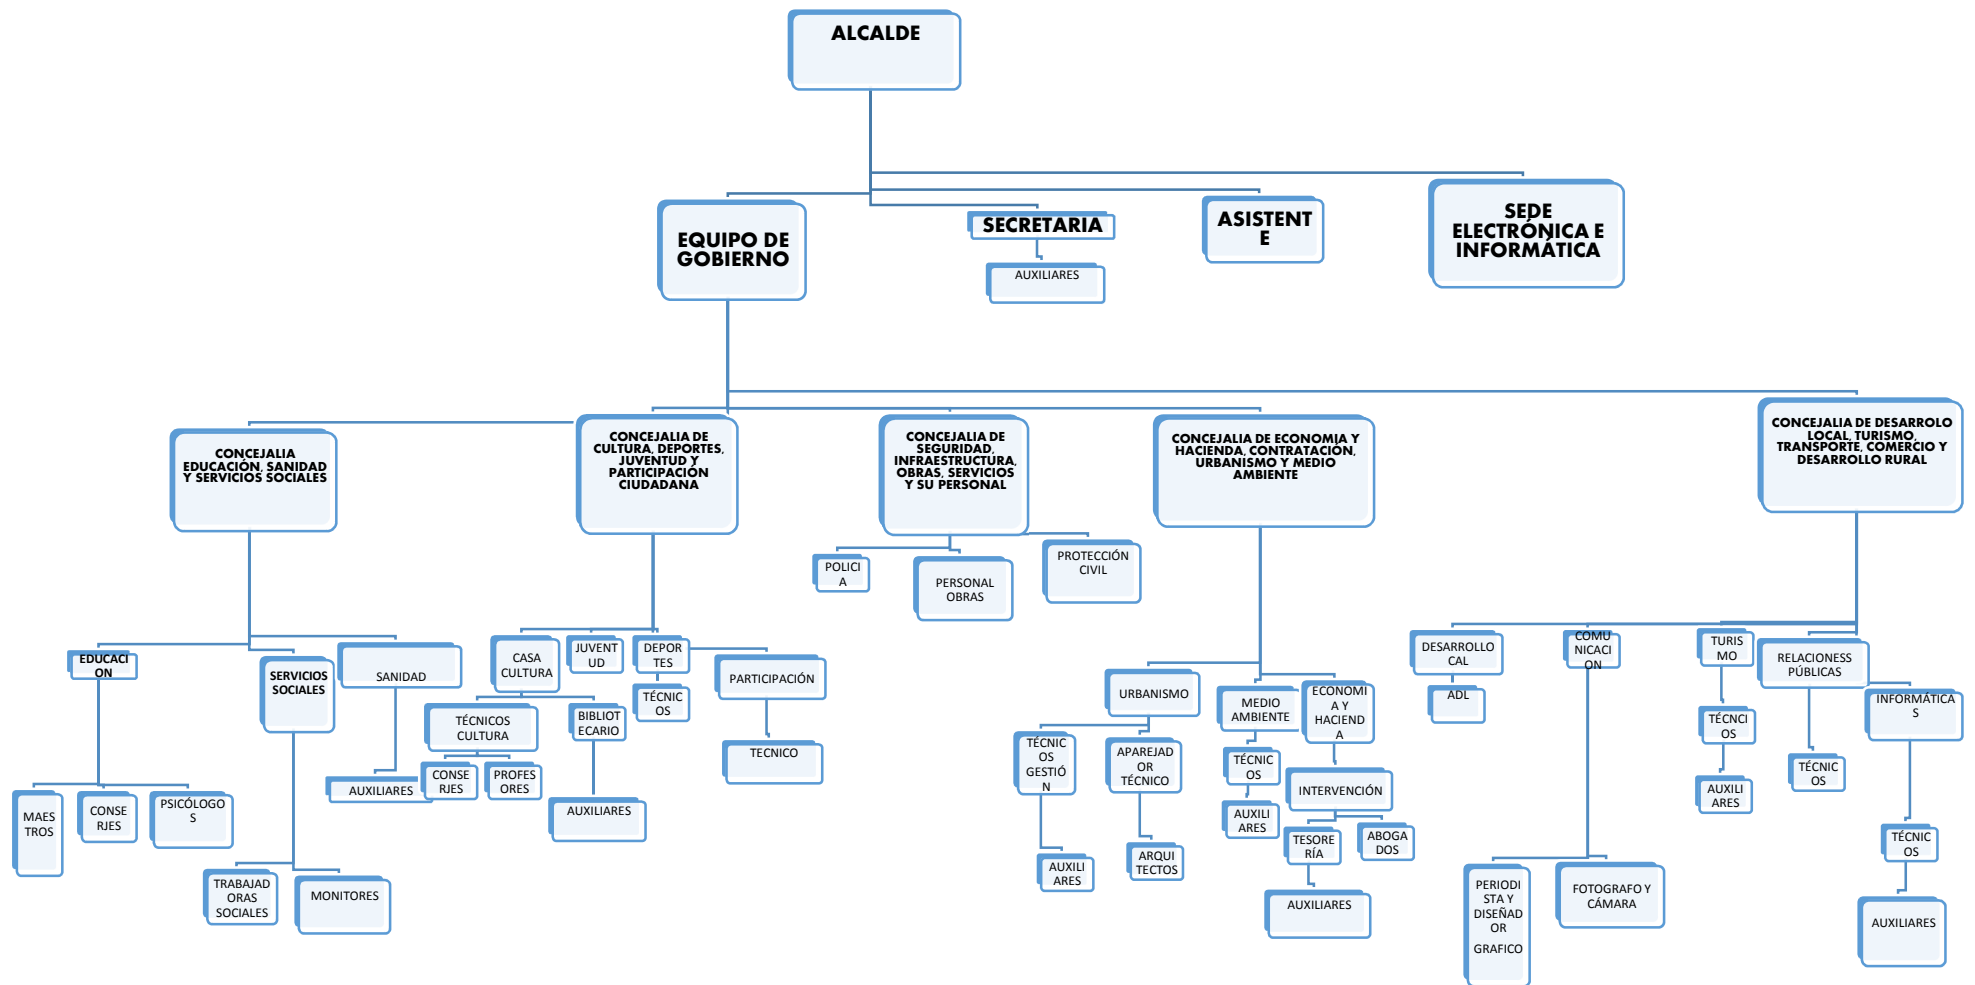 ALCALDE
EQUIPO DE
GOBIERNO
SECRETARIA
AUXILIARES
ASISTENT
E
SEDE
ELECTRÓNICA E
INFORMÁTICA
CONCEJALIA
EDUCACIÓN, SANIDAD
Y SERVICIOS SOCIALES
CONCEJALIA DE
CULTURA, DEPORTES,
JUVENTUD Y
PARTICIPACIÓN
CIUDADANA
CONCEJALIA DE
SEGURIDAD,
INFRAESTRUCTURA,
OBRAS, SERVICIOS
Y SU PERSONAL
CONCEJALIA DE ECONOMIA Y
HACIENDA, CONTRATACIÓN,
URBANISMO Y MEDIO
AMBIENTE
CONCEJALIA DE DESARROLO
LOCAL, TURISMO,
TRANSPORTE, COMERCIO Y
DESARROLLO RURAL
EDUCACI
ON
MAES
TROS
CONSE
RJES
PSICÓLOGO
S
SERVICIOS
SOCIALES
TRABAJAD
ORAS
SOCIALES
MONITORES
SANIDAD
AUXILIARES
CASA
CULTURA
TÉCNICOS
CULTURA
CONSE
RJES
PROFES
ORES
BIBLIOT
ECARIO
AUXILIARES
JUVENT
UD
DEPOR
TES
TÉCNIC
OS
PARTICIPACIÓN
TECNICO
POLICI
A
PERSONAL
OBRAS
PROTECCIÓN
CIVIL
URBANISMO
TÉCNIC
OS
GESTIÓ
N
AUXILI
ARES
APAREJAD
OR
TÉCNICO
ARQUI
TECTOS
MEDIO
AMBIENTE
TÉCNIC
OS
AUXILI
ARES
ECONOMI
A Y
HACIEND
A
INTERVENCIÓN
TESORE
RÍA
AUXILIARES
ABOGA
DOS
DESARROLLO
CAL
ADL
COMU
NICACI
ON
PERIODI
STA Y
DISEÑAD
OR
GRAFICO
FOTOGRAFO Y
CÁMARA
TURIS
MO
TÉCNCI
OS
AUXILI
ARES
RELACIONESS
PÚBLICAS
TÉCNIC
OS
INFORMÁTICA
S
TÉCNIC
OS
AUXILIARES